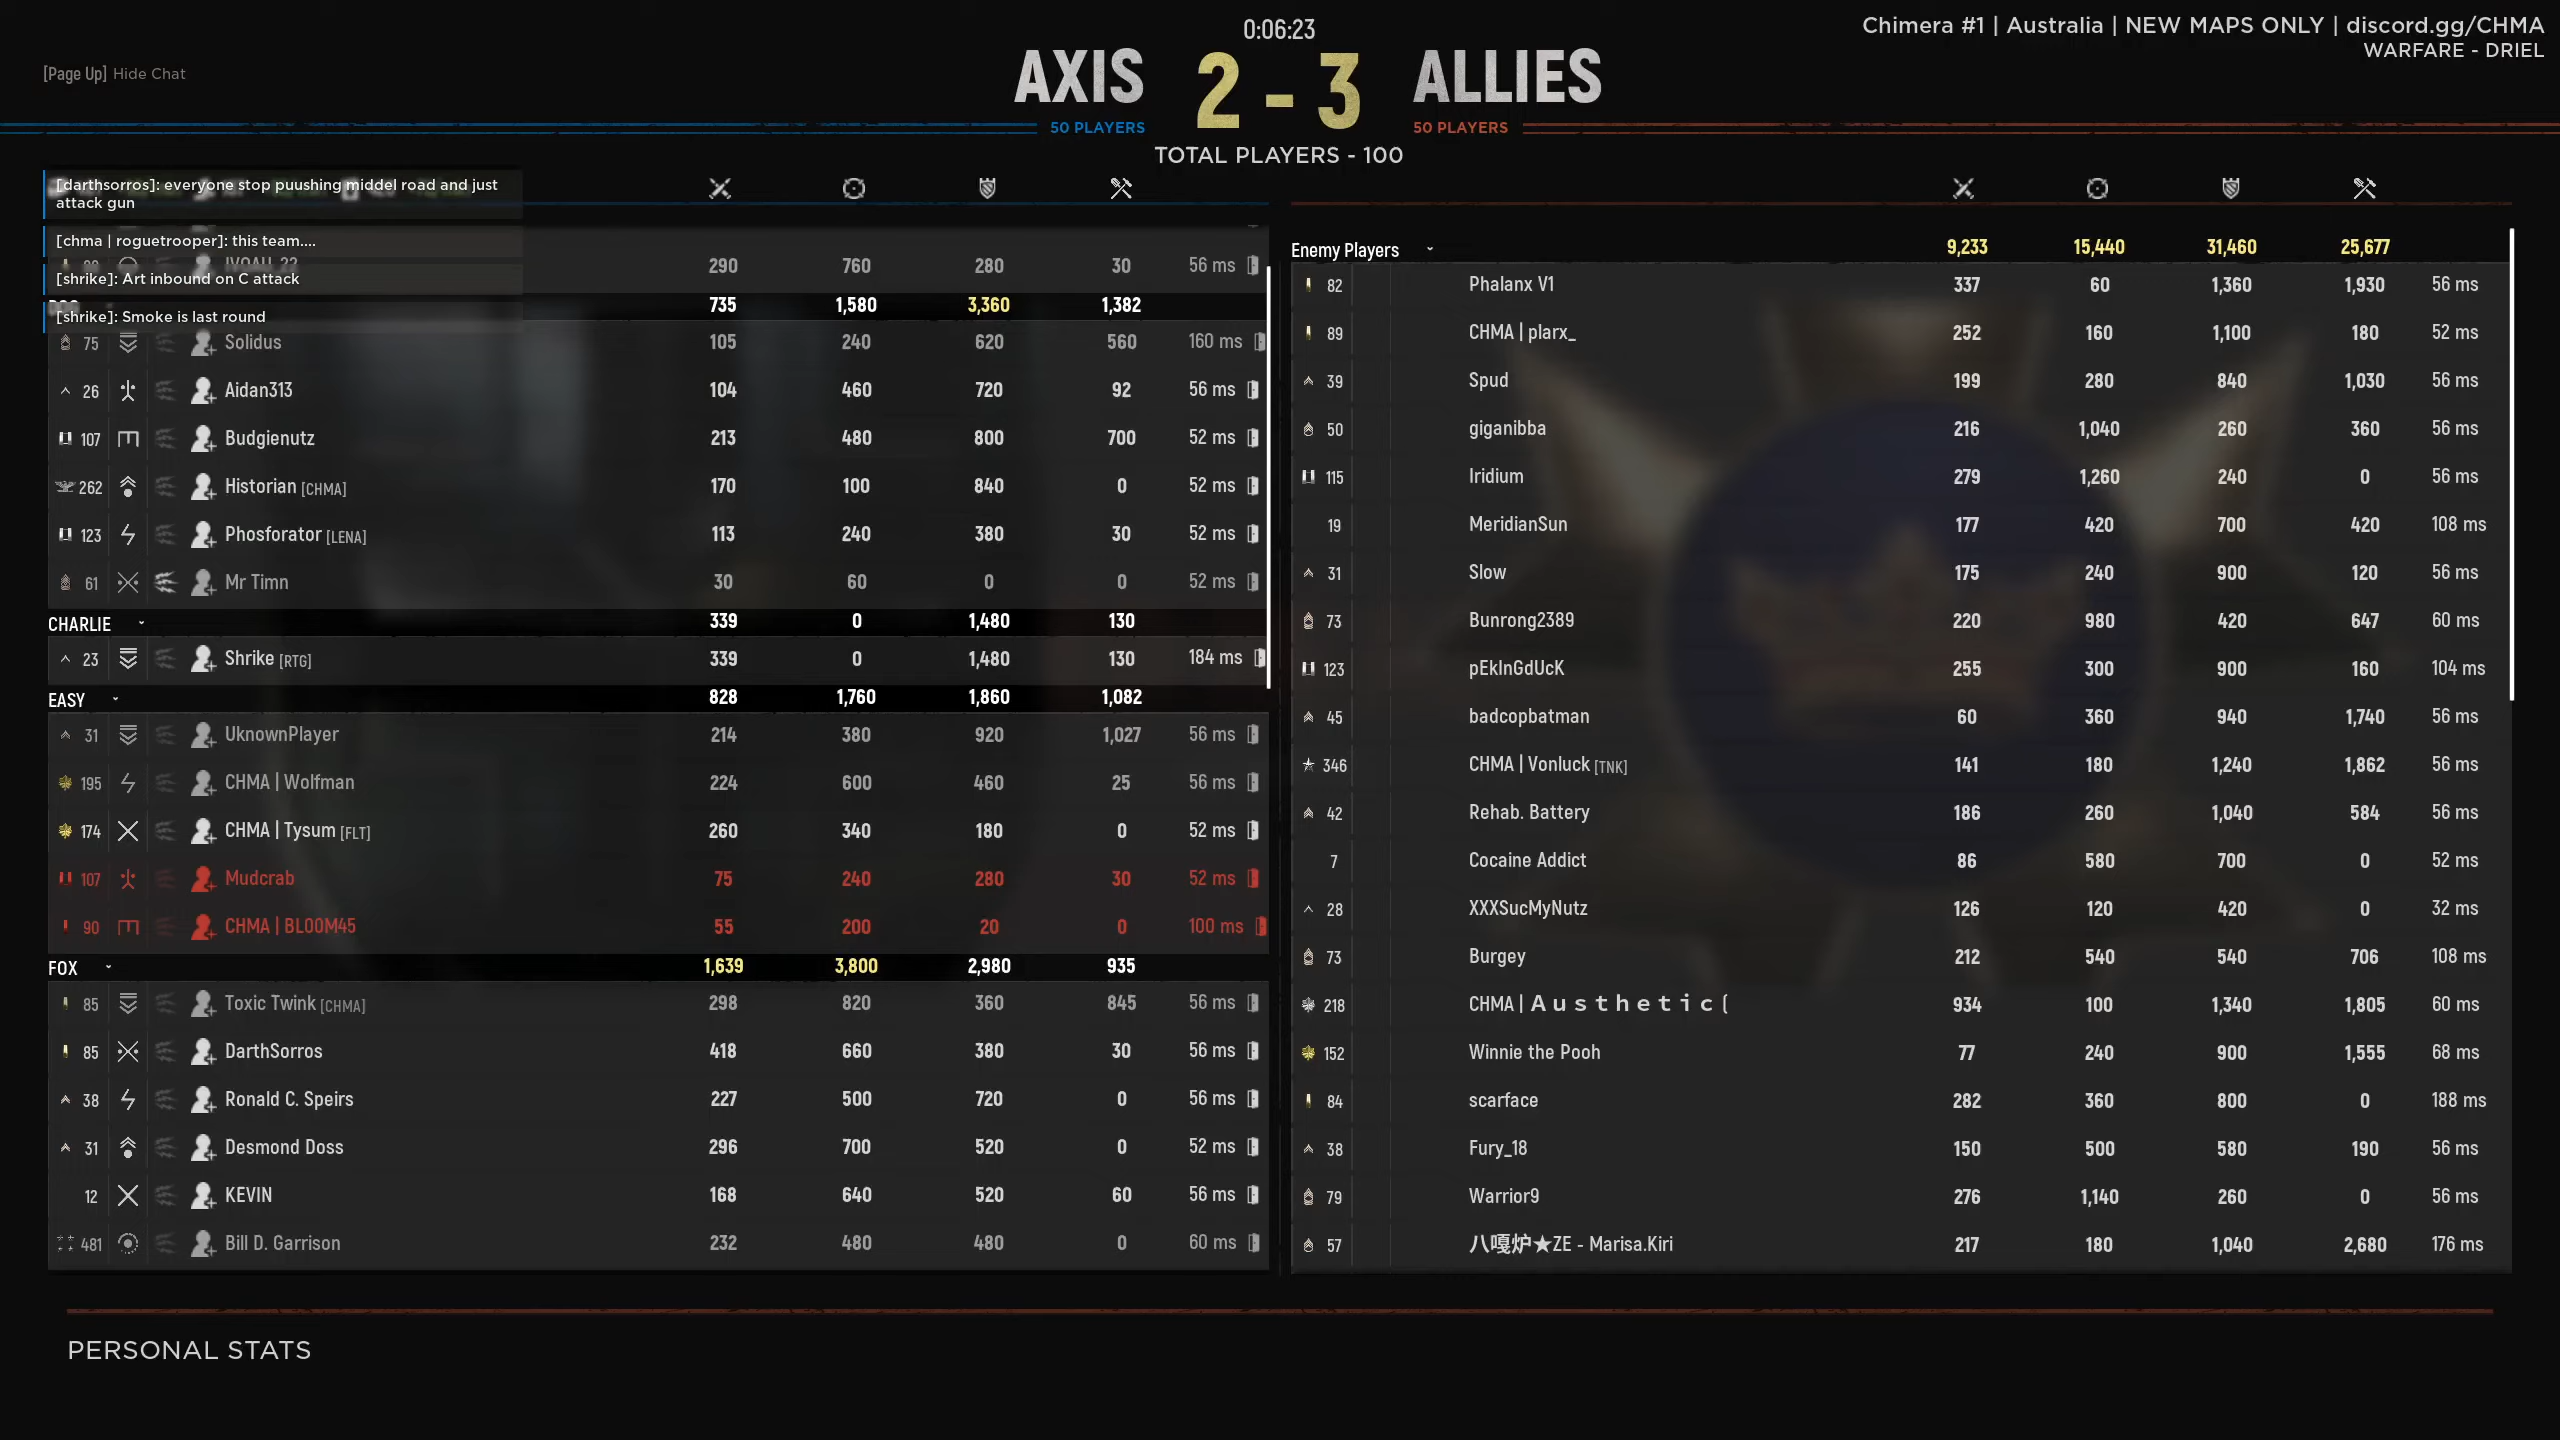 0:06:23
AXIS 2 - 3 ALLIES
50 PLAYERS 50 PLAYERS
TOTAL PLAYERS - 100
Chimera #1 | Australia | NEW MAPS ONLY | discord.gg/CHMA
WARFARE - DRIEL
[Page Up] Hide Chat
[darthsorros]: everyone stop puushing middel road and just
attack gun
[chma | roguetrooper]: this team....
[shrike]: Art inbound on C attack
[shrike]: Smoke is last round
290 760 280 30 56 ms
735 1,580 3,360 1,382
75 Solidus 105 240 620 560 160 ms
26 Aidan313 104 460 720 92 56 ms
107 Budgienutz 213 480 800 700 52 ms
262 Historian [CHMA] 170 100 840 0 52 ms
123 Phosforator [LENA] 113 240 380 30 52 ms
61 Mr Timn 30 60 0 0 52 ms
CHARLIE 339 0 1,480 130
23 Shrike [RTG] 339 0 1,480 130 184 ms
EASY 828 1,760 1,860 1,082
31 UknownPlayer 214 380 920 1,027 56 ms
195 CHMA | Wolfman 224 600 460 25 56 ms
174 CHMA | Tysum [FLT] 260 340 180 0 52 ms
107 Mudcrab 75 240 280 30 52 ms
90 CHMA | BLOOM45 55 200 20 0 100 ms
FOX 1,639 3,800 2,980 935
85 Toxic Twink [CHMA] 298 820 360 845 56 ms
85 DarthSorros 418 660 380 30 56 ms
38 Ronald C. Speirs 227 500 720 0 56 ms
31 Desmond Doss 296 700 520 0 52 ms
12 KEVIN 168 640 520 60 56 ms
481 Bill D. Garrison 232 480 480 0 60 ms
Enemy Players 9,233 15,440 31,460 25,677
82 Phalanx V1 337 60 1,360 1,930 56 ms
89 CHMA | plarx_ 252 160 1,100 180 52 ms
39 Spud 199 280 840 1,030 56 ms
50 giganibba 216 1,040 260 360 56 ms
115 Iridium 279 1,260 240 0 56 ms
19 MeridianSun 177 420 700 420 108 ms
31 Slow 175 240 900 120 56 ms
73 Bunrong2389 220 980 420 647 60 ms
123 pEkInGdUcK 255 300 900 160 104 ms
45 badcopbatman 60 360 940 1,740 56 ms
346 CHMA | Vonluck [TNK] 141 180 1,240 1,862 56 ms
42 Rehab. Battery 186 260 1,040 584 56 ms
7 Cocaine Addict 86 580 700 0 52 ms
28 XXXSucMyNutz 126 120 420 0 32 ms
73 Burgey 212 540 540 706 108 ms
218 CHMA | Ａｕｓｔｈｅｔｉｃ ( 934 100 1,340 1,805 60 ms
152 Winnie the Pooh 77 240 900 1,555 68 ms
84 scarface 282 360 800 0 188 ms
38 Fury_18 150 500 580 190 56 ms
79 Warrior9 276 1,140 260 0 56 ms
57 八嘎炉★ZE - Marisa.Kiri 217 180 1,040 2,680 176 ms
PERSONAL STATS